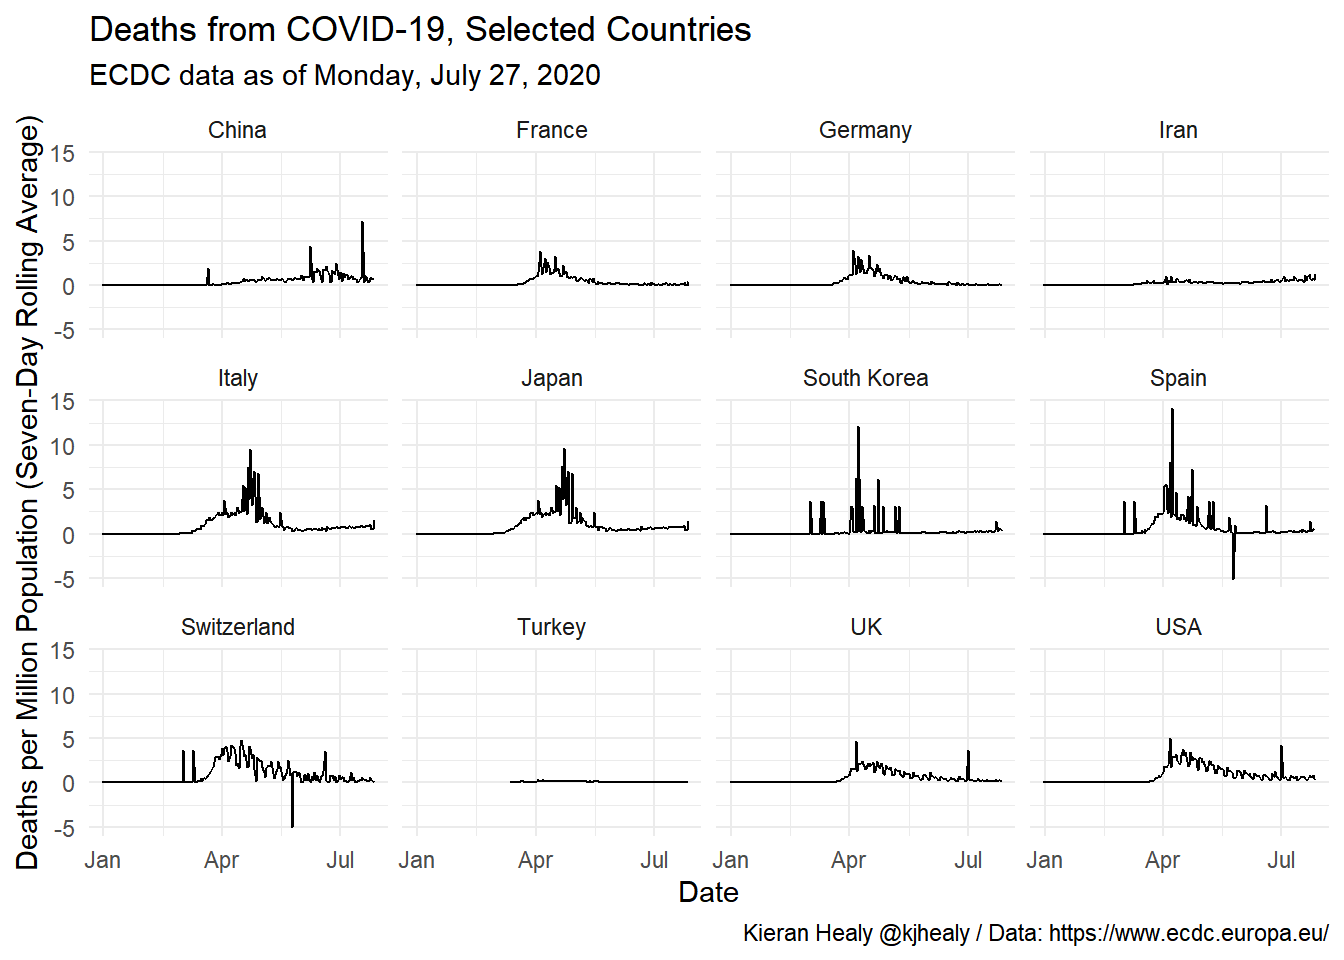 Deaths from COVID-19, Selected Countries
ECDC data as of Monday, July 27, 2020
Deaths per Million Population (Seven-Day Rolling Average)
China France Germany Iran
15
10
5
0
-5
Italy Japan South Korea Spain
15
10
5
0
-5
Switzerland Turkey UK USA
15
10
5
0
-5
Jan Apr Jul Jan Apr Jul Jan Apr Jul Jan Apr Jul
Date
Kieran Healy @kjhealy / Data: https://www.ecdc.europa.eu/